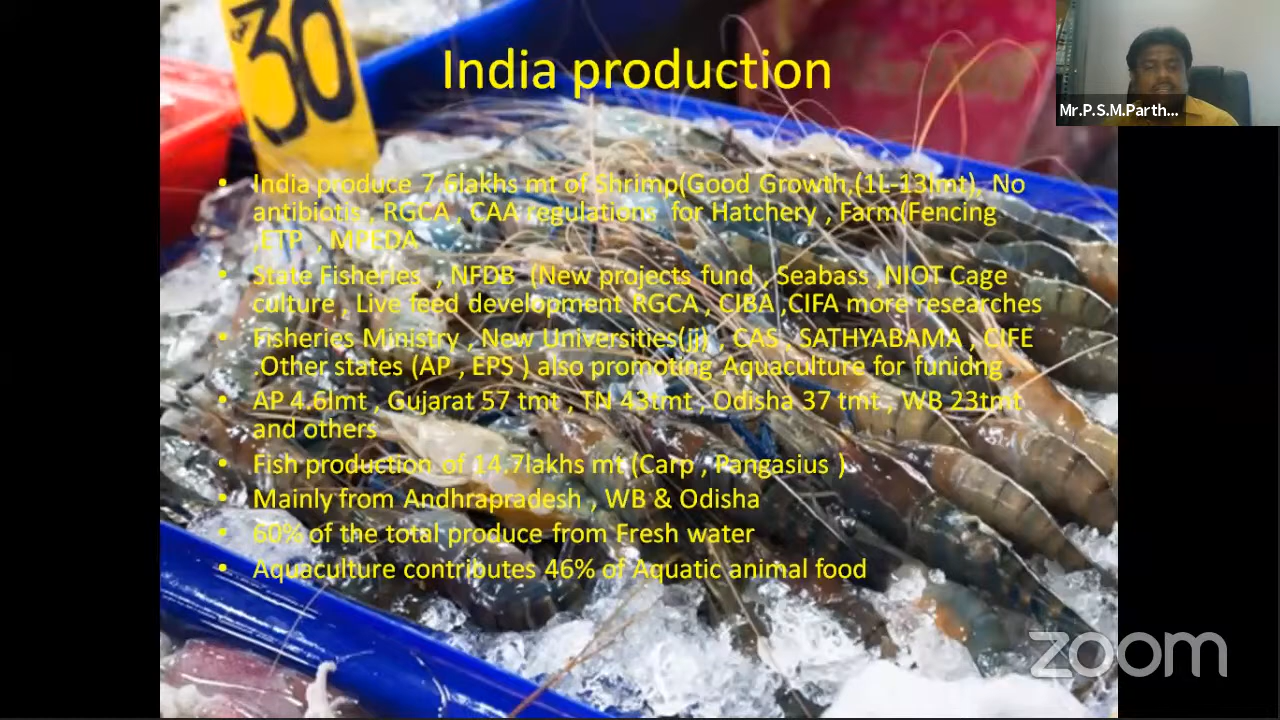 30
India production
Mr.P.S.M.Parth...
• India produce 7.6lakhs mt of Shrimp(Good Growth,(1L-13lmt), No
antibiotis , RGCA , CAA regulations for Hatchery , Farm(Fencing
,ETP , MPEDA
• State Fisheries , NFDB (New projects fund , Seabass ,NIOT Cage
culture , Live feed development RGCA , CIBA ,CIFA more researches
• Fisheries Ministry , New Universities(jj) , CAS , SATHYABAMA , CIFE
.Other states (AP , EPS ) also promoting Aquaculture for funidng
• AP 4.6lmt , Gujarat 57 tmt , TN 43tmt , Odisha 37 tmt , WB 23tmt
and others
• Fish production of 14.7lakhs mt (Carp , Pangasius )
• Mainly from Andhrapradesh , WB & Odisha
• 60% of the total produce from Fresh water
• Aquaculture contributes 46% of Aquatic animal food
zoom